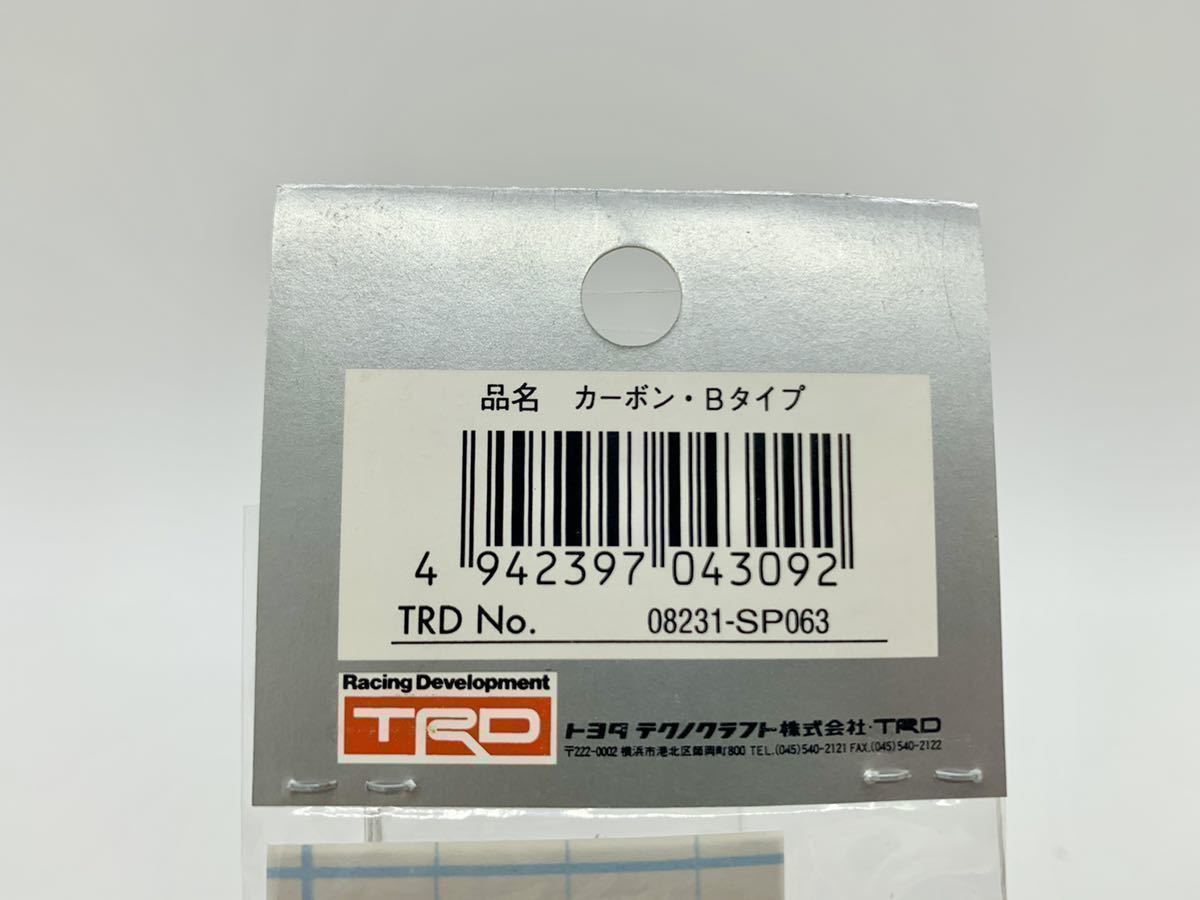 品名 カーボン・Bタイプ
4 942397 043092
TRD No. 08231-SP063
Racing Development
TRD
トヨタ テクノクラフト株式会社・TRD
〒222-0002 横浜市港北区師岡町800 TEL.(045)540-2121 FAX.(045)540-2122